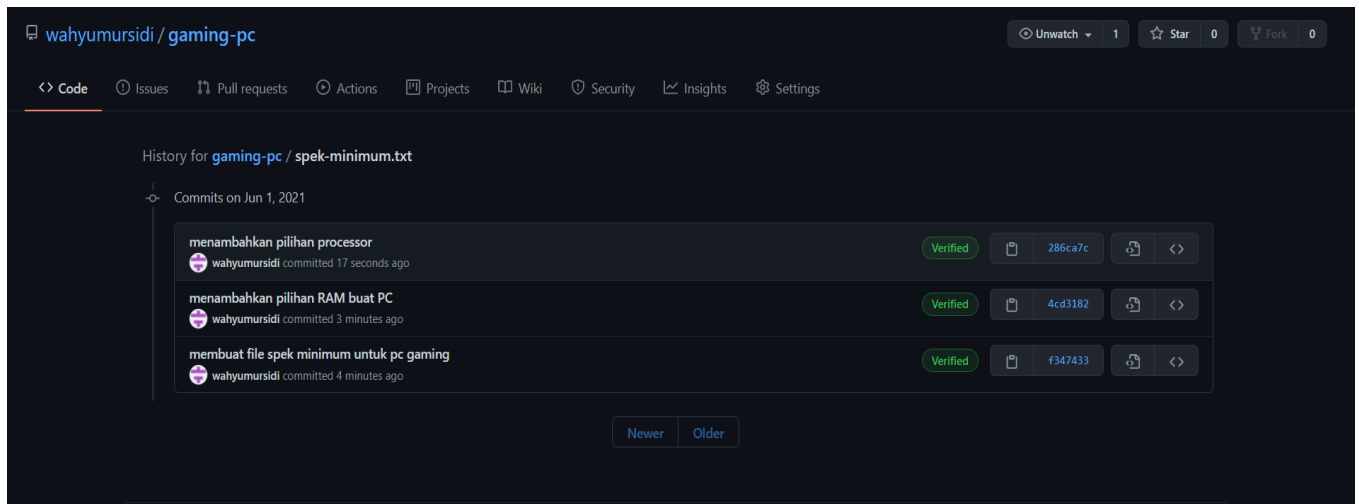 wahyumursidi / gaming-pc
Unwatch 1 Star 0 Fork 0
Code Issues Pull requests Actions Projects Wiki Security Insights Settings
History for gaming-pc / spek-minimum.txt
Commits on Jun 1, 2021
menambahkan pilihan processor
wahyumursidi committed 17 seconds ago
Verified 286ca7c
menambahkan pilihan RAM buat PC
wahyumursidi committed 3 minutes ago
Verified 4cd3182
membuat file spek minimum untuk pc gaming
wahyumursidi committed 4 minutes ago
Verified f347433
Newer Older